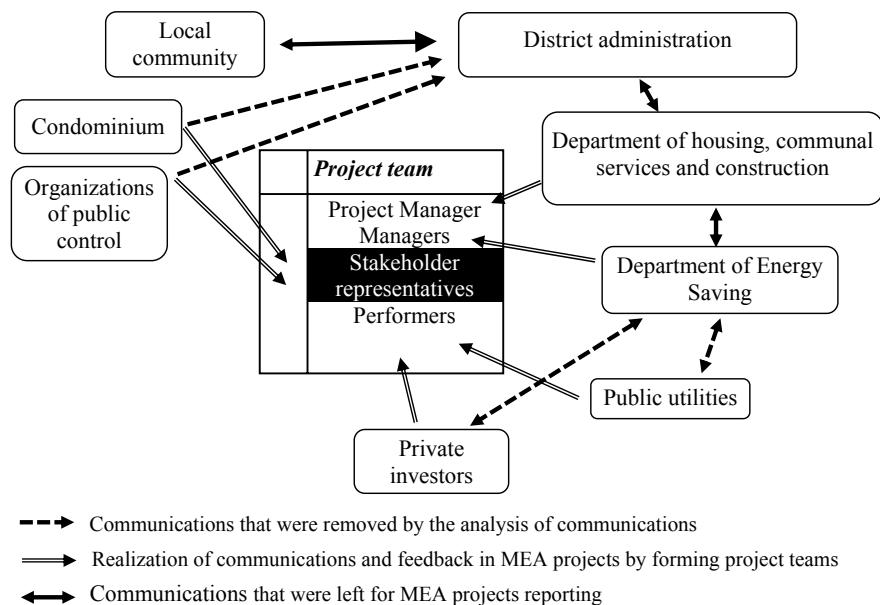 Local
community
District administration
Condominium
Department of housing, communal
services and construction
Organizations
of public
control
Project team
Project Manager
Managers
Stakeholder
representatives
Performers
Department of Energy
Saving
Public utilities
Private
investors
Communications that were removed by the analysis of communications
Realization of communications and feedback in MEA projects by forming project teams
Communications that were left for MEA projects reporting